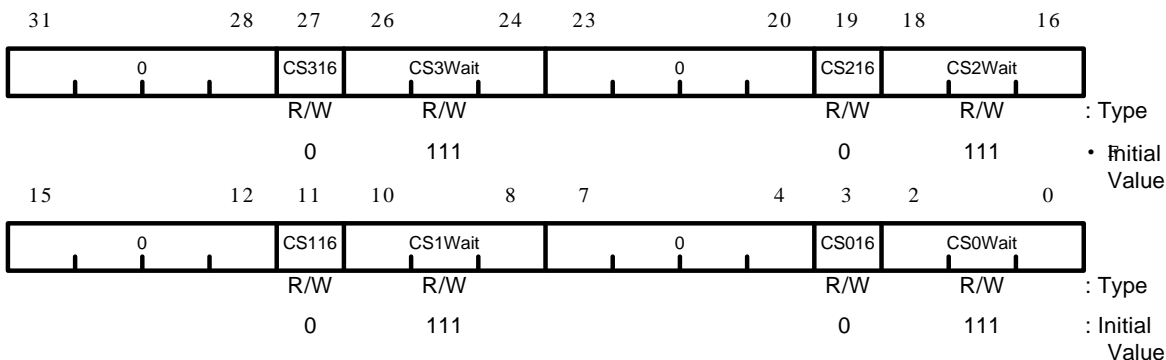 31 28 27 26 24 23 20 19 18 16
0 CS316 CS3Wait 0 CS216 CS2Wait
R/W R/W R/W R/W : Type
0 111 0 111 • Initial
Value
15 12 11 10 8 7 4 3 2 0
0 CS116 CS1Wait 0 CS016 CS0Wait
R/W R/W R/W R/W : Type
0 111 0 111 : Initial
Value